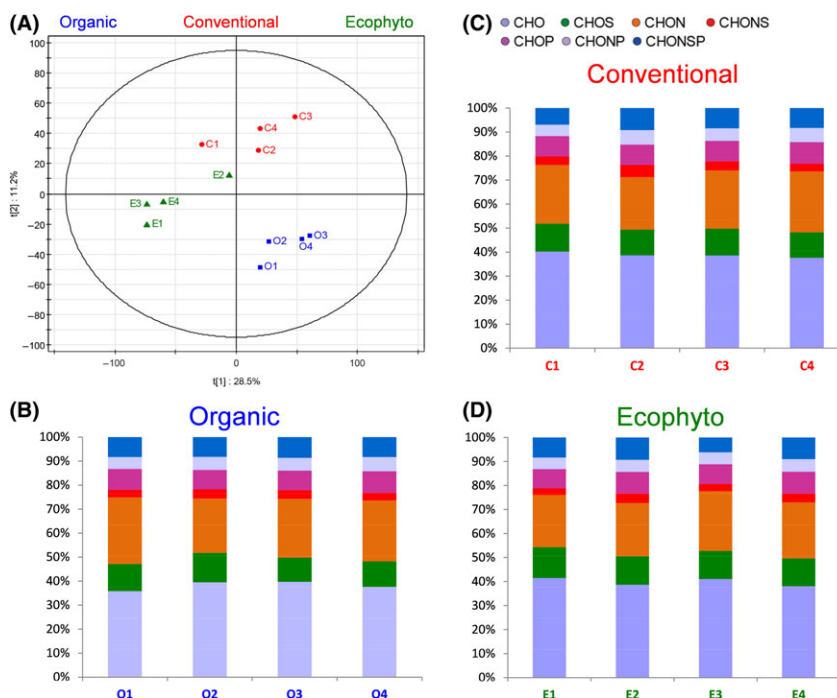 (A) Organic Conventional Ecophyto
100
80
60
40
20
0
−20
−40
−60
−80
−100
t[2] : 11.2%
C3
C4
C1
C2
E2
E3
E4
E1
O2
O3
O4
O1
−100 0 100
t[1] : 28.5%
CHO CHOS CHON CHONS
CHOP CHONP CHONSP
(C) Conventional
100%
90%
80%
70%
60%
50%
40%
30%
20%
10%
0%
C1 C2 C3 C4
(B) Organic
100%
90%
80%
70%
60%
50%
40%
30%
20%
10%
0%
O1 O2 O3 O4
(D) Ecophyto
100%
90%
80%
70%
60%
50%
40%
30%
20%
10%
0%
E1 E2 E3 E4